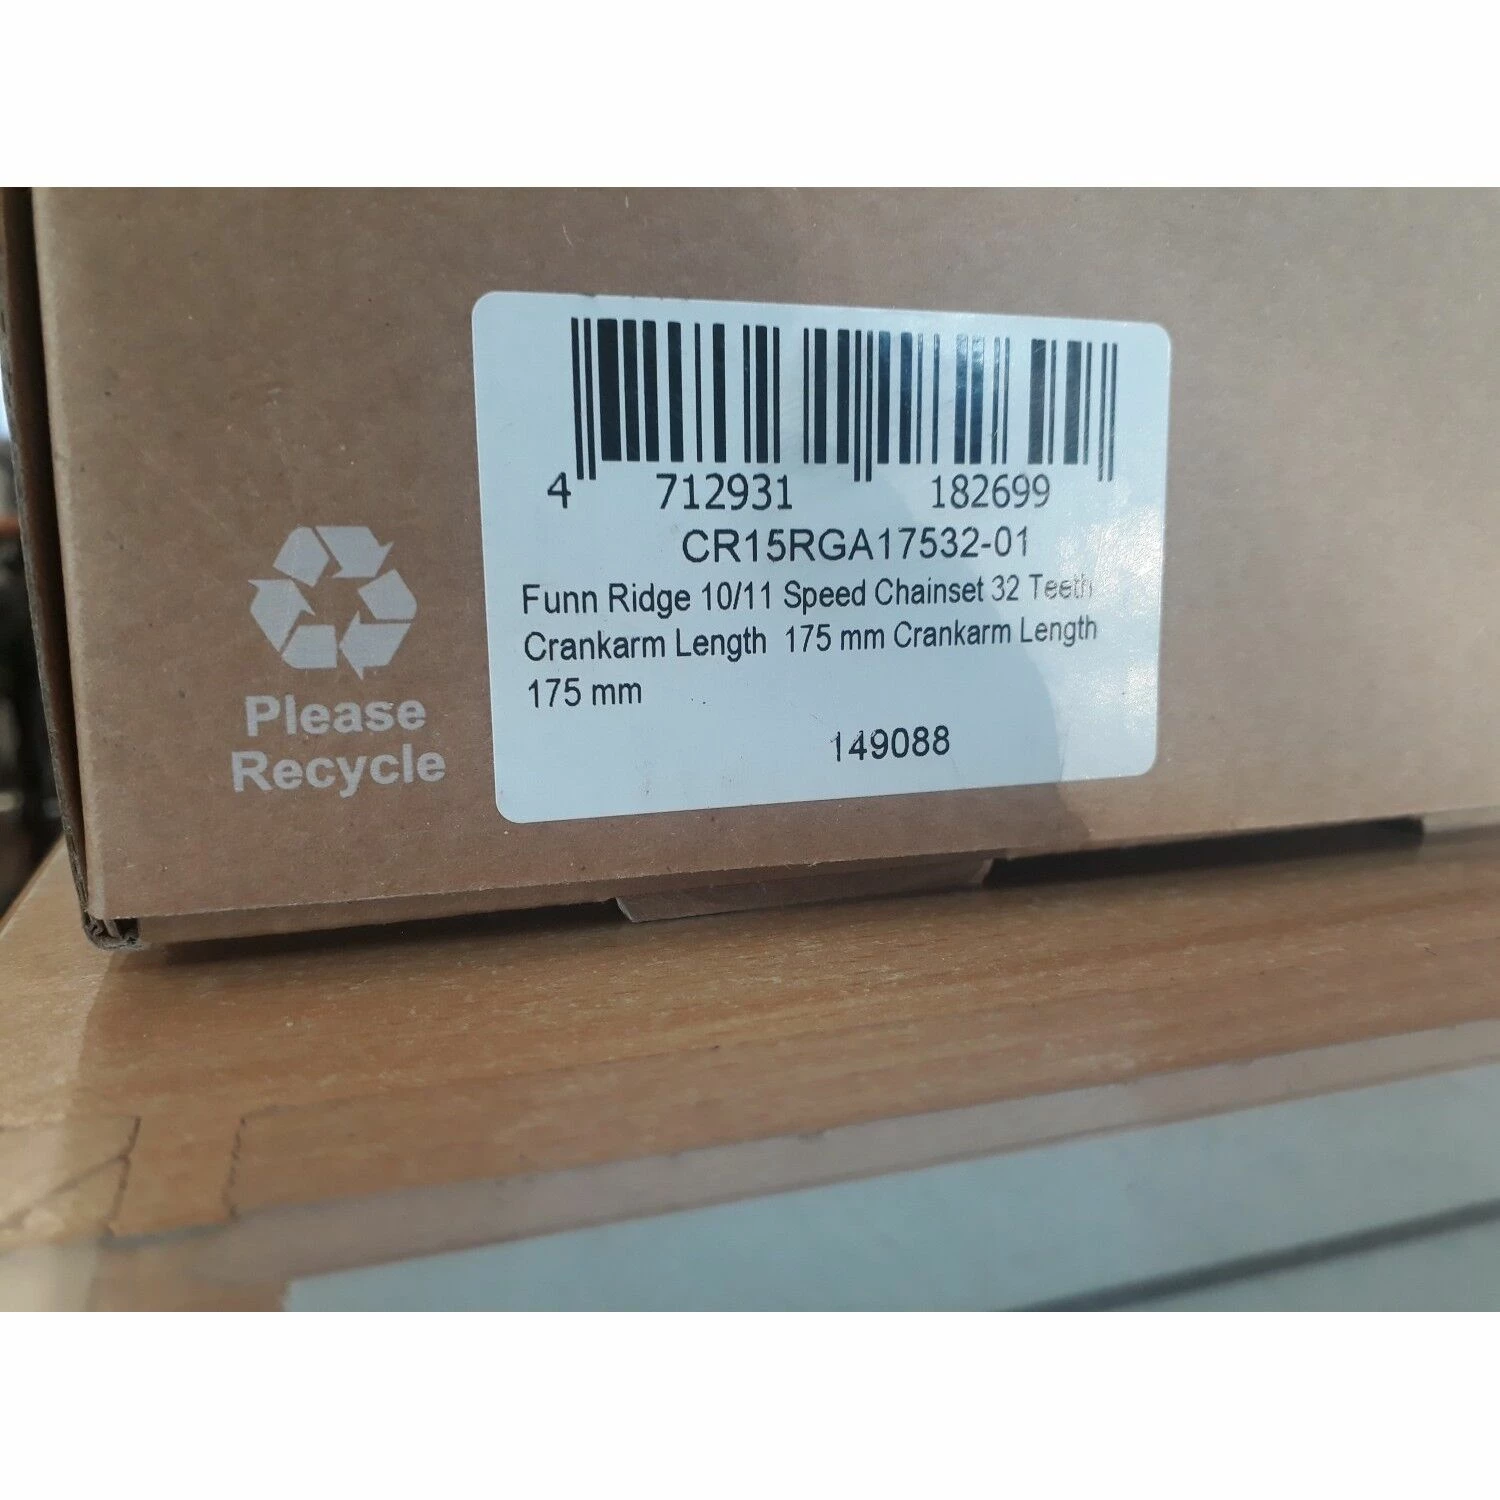 4 712931 182699
CR15RGA17532-01
Funn Ridge 10/11 Speed Chainset 32 Teeth
Crankarm Length 175 mm Crankarm Length
175 mm
149088
Please
Recycle